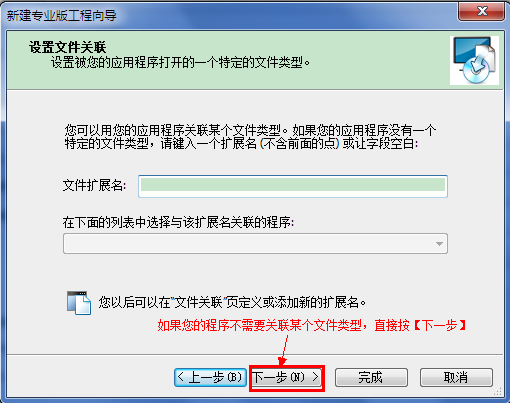 新建专业版工程向导
设置文件关联
设置被您的应用程序打开的一个特定的文件类型。
您可以用您的应用程序关联某个文件类型。如果您的应用程序没有一个
特定的文件类型，请键入一个扩展名 (不含前面的点) 或让字段空白:
文件扩展名:
在下面的列表中选择与该扩展名关联的程序:
您以后可以在"文件关联"页定义或添加新的扩展名。
如果您的程序不需要关联某个文件类型，直接按【下一步】
< 上一步(B) 下一步(N) > 完成 取消